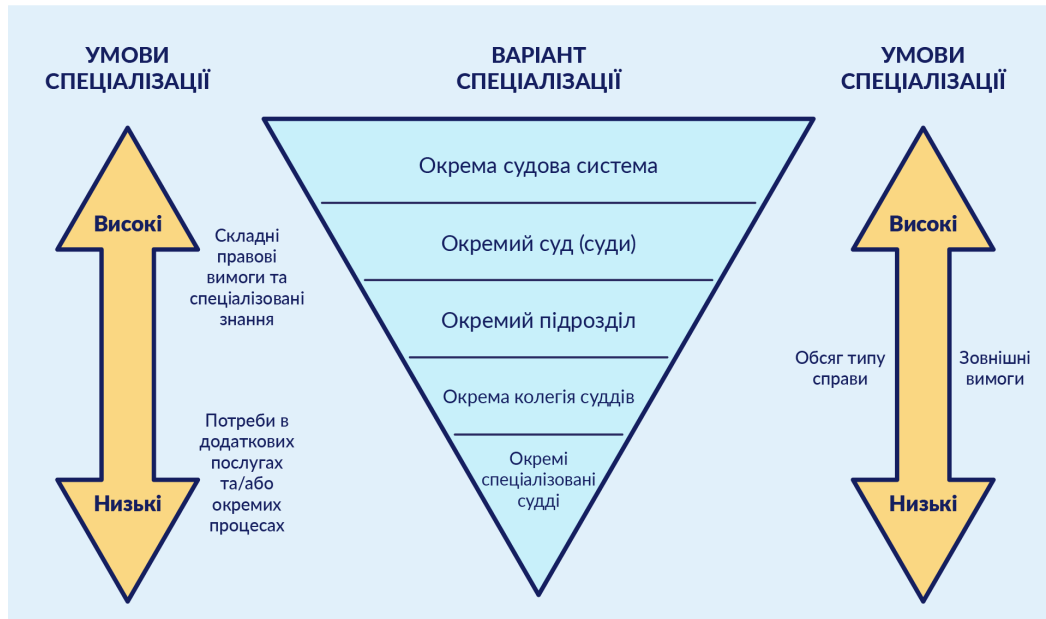 УМОВИ
СПЕЦІАЛІЗАЦІЇ
Високі
Складні
правові
вимоги та
спеціалізовані
знання
Потреби в
додаткових
послугах
та/або
окремих
процесах
Низькі
ВАРІАНТ
СПЕЦІАЛІЗАЦІЇ
Окрема судова система
Окремий суд (суди)
Окремий підрозділ
Окрема колегія суддів
Окремі
спеціалізовані
судді
УМОВИ
СПЕЦІАЛІЗАЦІЇ
Високі
Обсяг типу
справи
Зовнішні
вимоги
Низькі